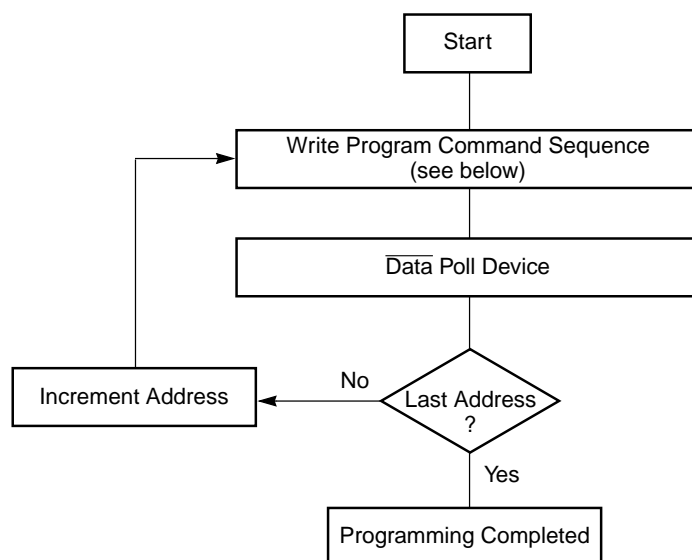 Start
Write Program Command Sequence
(see below)
Data Poll Device
No
Increment Address
Last Address
?
Yes
Programming Completed